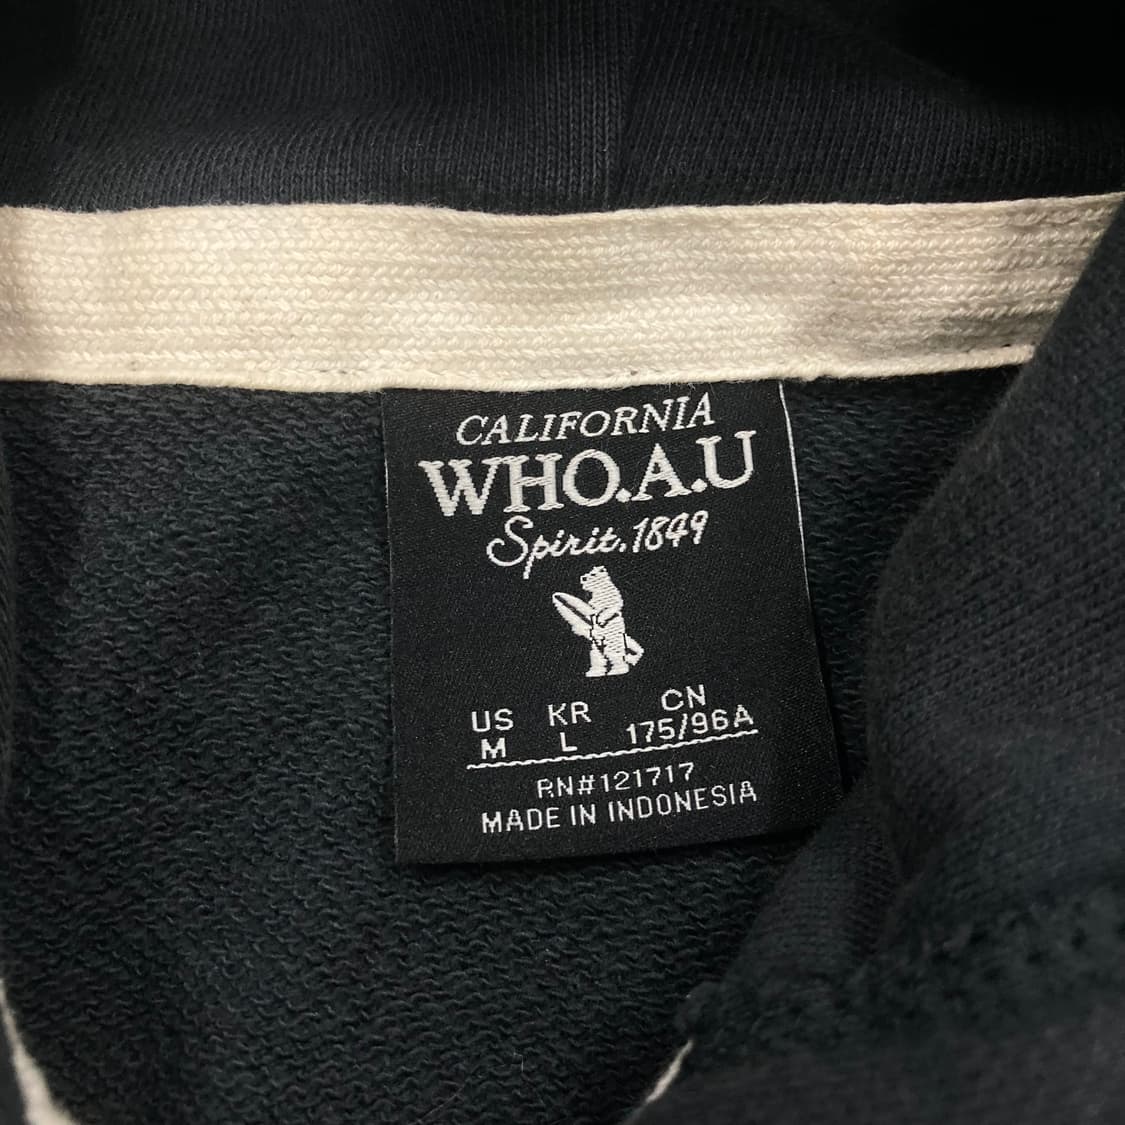 CALIFORNIA
WHO.A.U
Spirit.1849
US KR CN
M L 175/96A
RN#121717
MADE IN INDONESIA